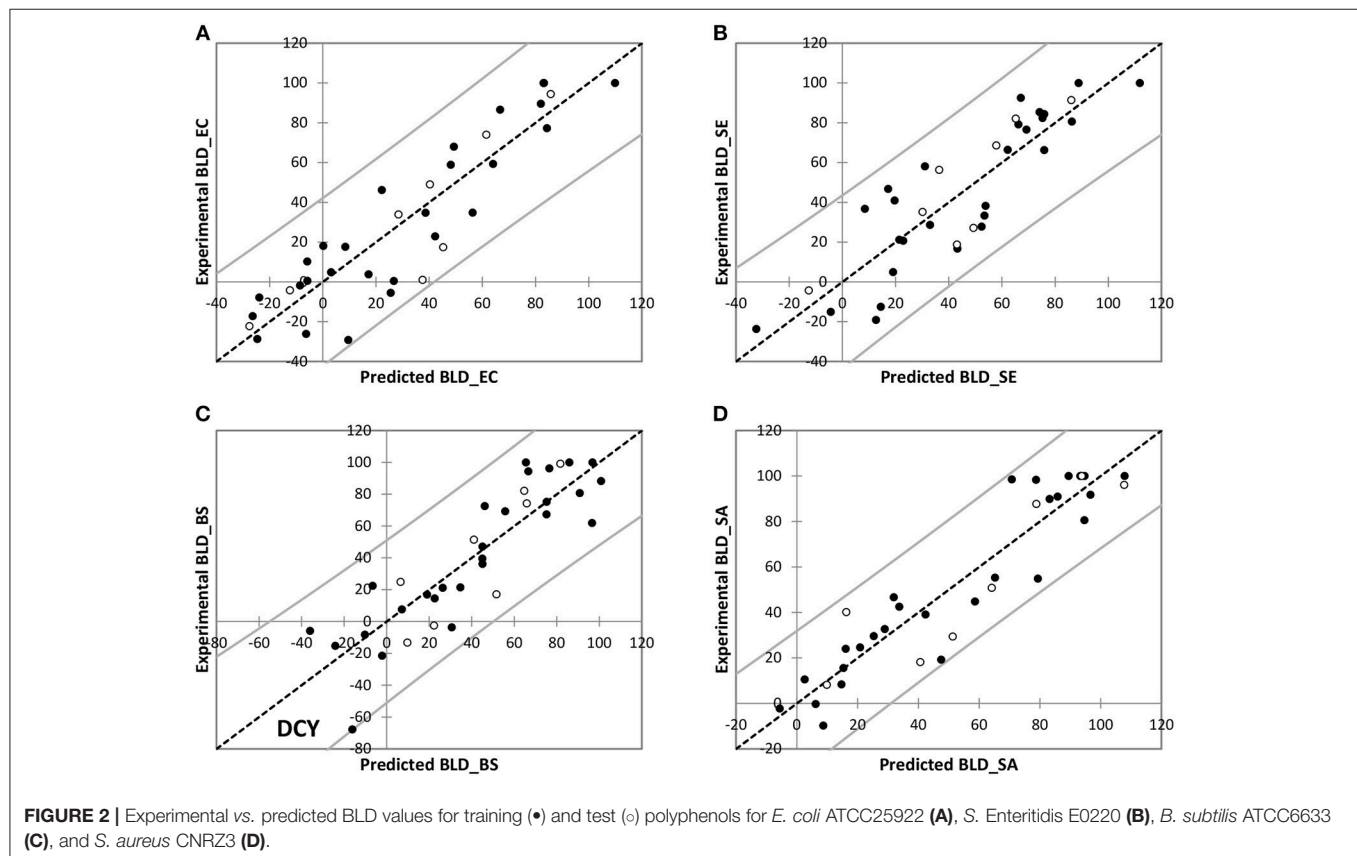 A
Experimental BLD_EC
120
100
80
60
40
20
0
-20
-40
-40 -20 0 20 40 60 80 100 120
Predicted BLD_EC
B
Experimental BLD_SE
120
100
80
60
40
20
0
-20
-40
-40 -20 0 20 40 60 80 100 120
Predicted BLD_SE
C
Experimental BLD_BS
120
100
80
60
40
20
0
-20
-40
-60
-80
-80 -60 -40 -20 0 20 40 60 80 100 120
DCY
Predicted BLD_BS
D
Experimental BLD_SA
120
100
80
60
40
20
0
-20
-20 0 20 40 60 80 100 120
Predicted BLD_SA
FIGURE 2 | Experimental vs. predicted BLD values for training (•) and test (○) polyphenols for E. coli ATCC25922 (A), S. Enteritidis E0220 (B), B. subtilis ATCC6633
(C), and S. aureus CNRZ3 (D).